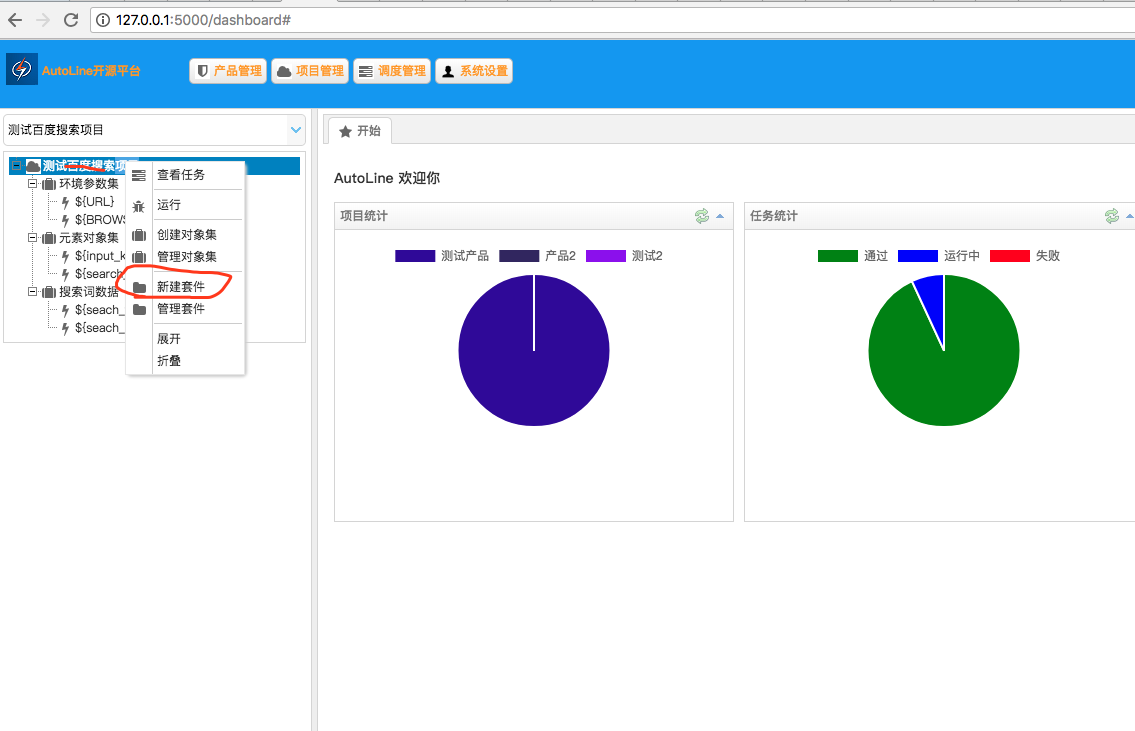 127.0.0.1:5000/dashboard#
AutoLine开源平台
产品管理
项目管理
调度管理
系统设置
测试百度搜索项目
测试百度搜索项
环境参数集
${URL}
${BROWS
元素对象集
${input_k
${search_
搜索词数据
${seach_
${seach_
查看任务
运行
创建对象集
管理对象集
新建套件
管理套件
展开
折叠
开始
AutoLine 欢迎你
项目统计
测试产品 产品2 测试2
任务统计
通过 运行中 失败